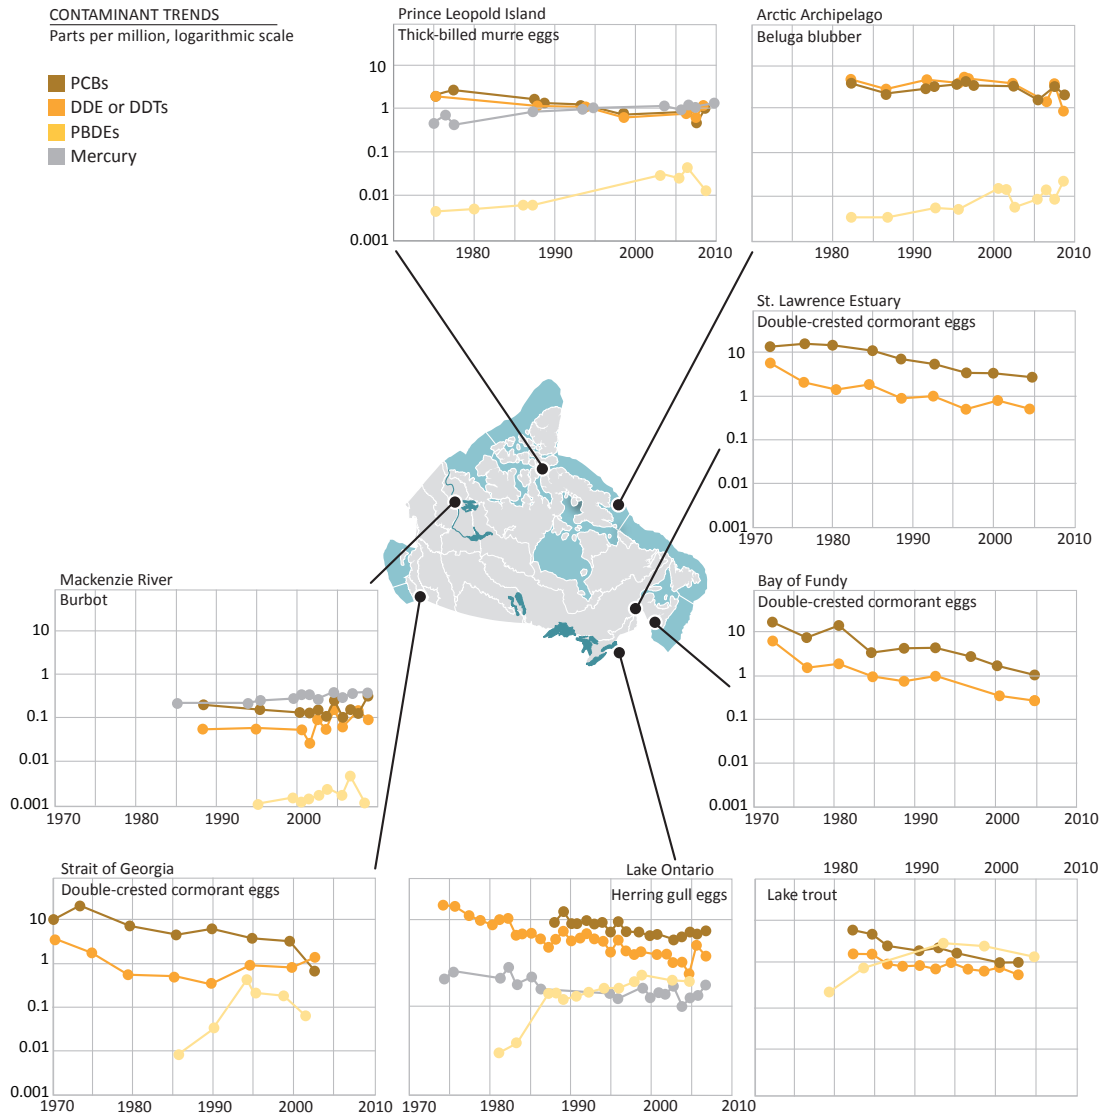 CONTAMINANT TRENDS
Parts per million, logarithmic scale
PCBs
DDE or DDTs
PBDEs
Mercury
Prince Leopold Island
Thick-billed murre eggs
10
1
0.1
0.01
0.001
1980 1990 2000 2010
Arctic Archipelago
Beluga blubber
1980 1990 2000 2010
St. Lawrence Estuary
Double-crested cormorant eggs
10
1
0.1
0.01
0.001
1970 1980 1990 2000 2010
Bay of Fundy
Double-crested cormorant eggs
10
1
0.1
0.01
0.001
1970 1980 1990 2000 2010
Mackenzie River
Burbot
10
1
0.1
0.01
0.001
1970 1980 1990 2000
Strait of Georgia
Double-crested cormorant eggs
10
1
0.1
0.01
0.001
1970 1980 1990 2000 2010
Lake Ontario
Herring gull eggs
1970 1980 1990 2000 2010
1980 1990 2000 2010
Lake trout